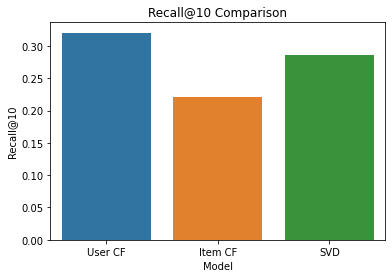 Recall@10 Comparison
Recall@10
0.30
0.25
0.20
0.15
0.10
0.05
0.00
User CF
Item CF
SVD
Model